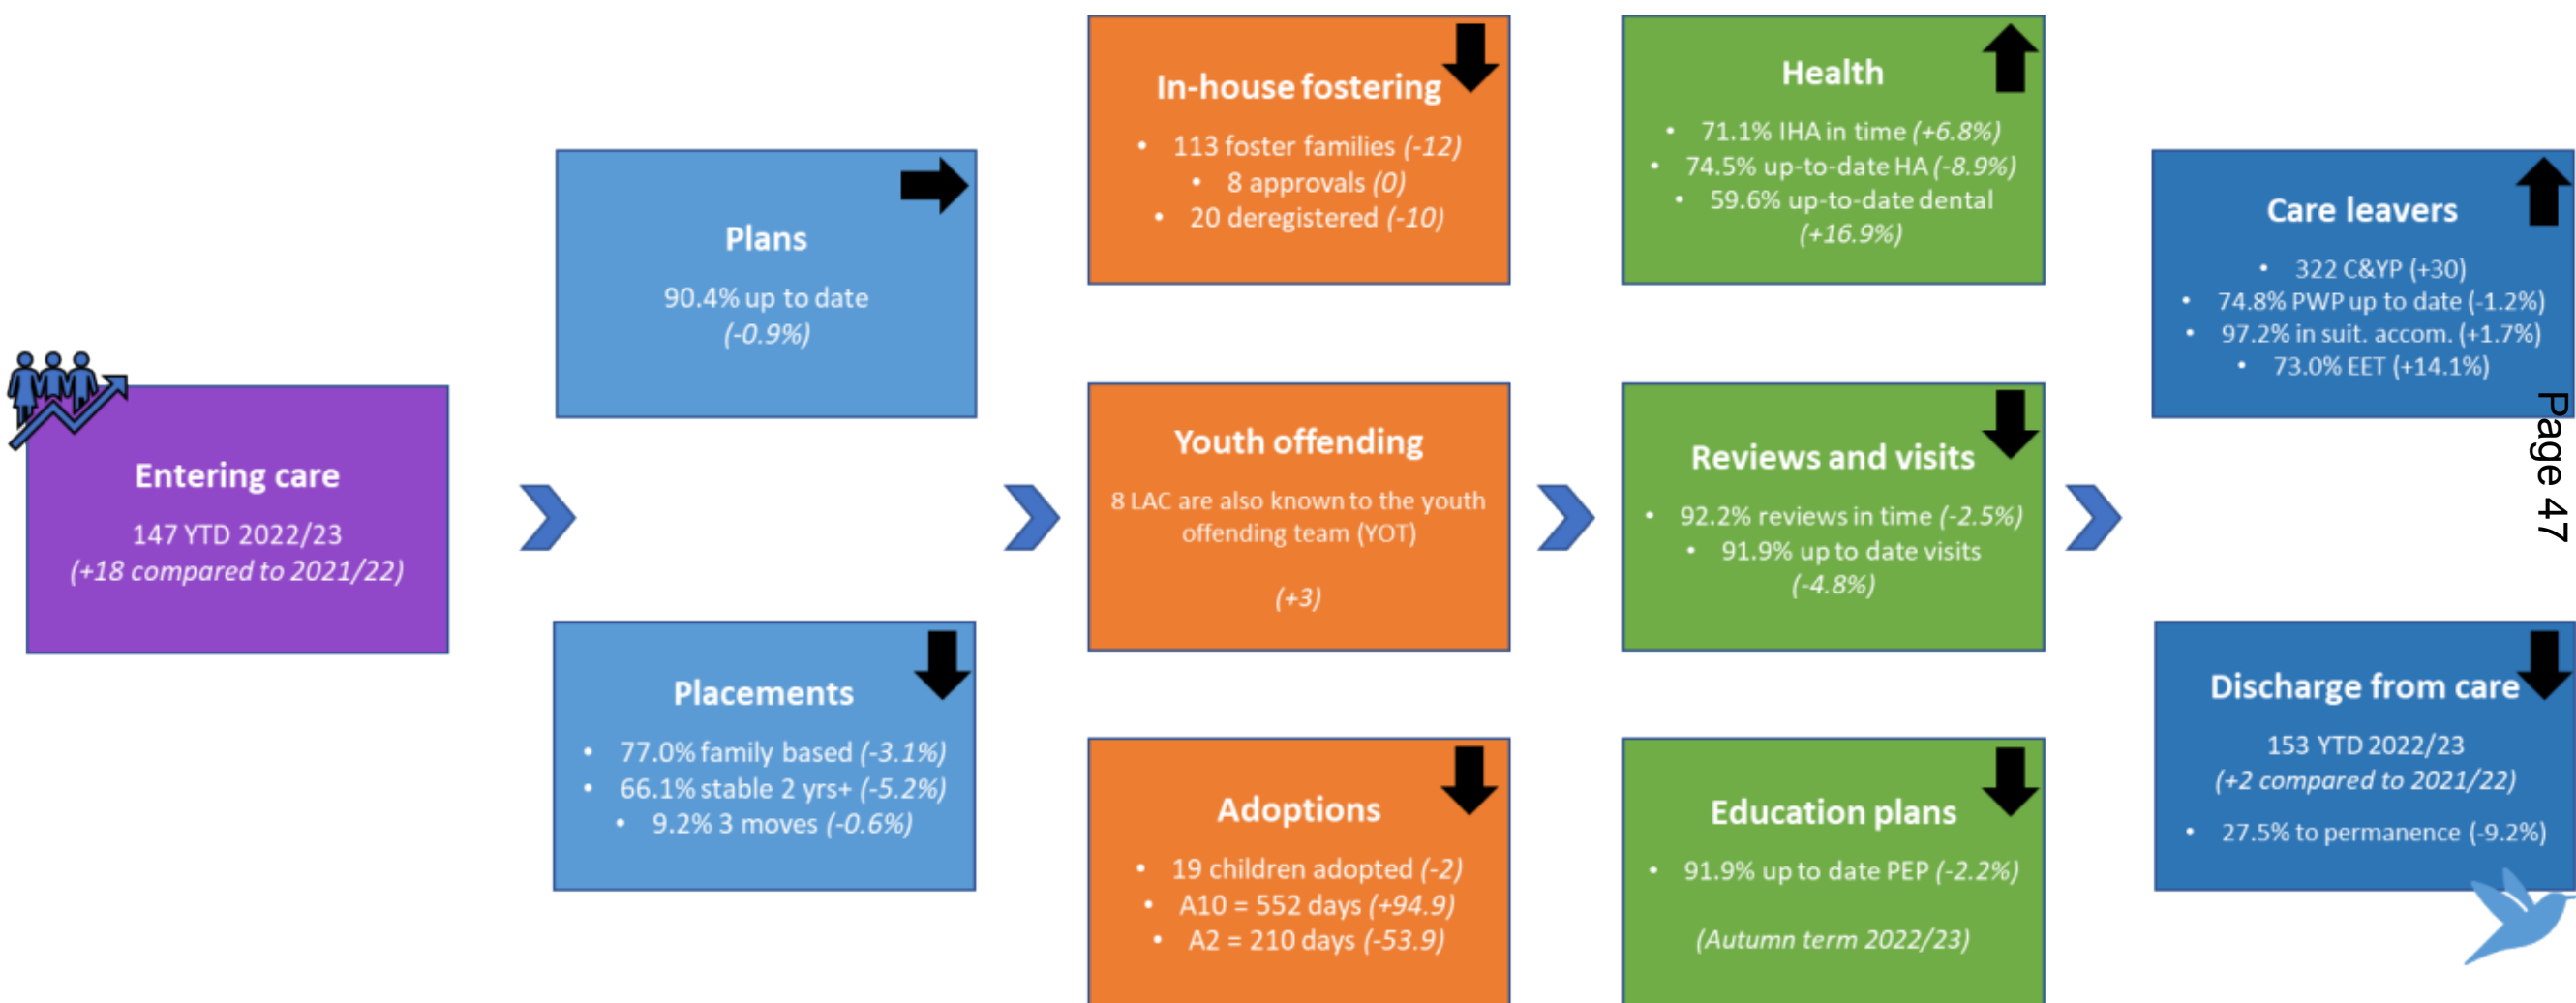 Entering care
147 YTD 2022/23
(+18 compared to 2021/22)
Plans
90.4% up to date
(-0.9%)
Placements
• 77.0% family based (-3.1%)
• 66.1% stable 2 yrs+ (-5.2%)
• 9.2% 3 moves (-0.6%)
In-house fostering
• 113 foster families (-12)
• 8 approvals (0)
• 20 deregistered (-10)
Youth offending
8 LAC are also known to the youth
offending team (YOT)
(+3)
Adoptions
• 19 children adopted (-2)
• A10 = 552 days (+94.9)
• A2 = 210 days (-53.9)
Health
• 71.1% IHA in time (+6.8%)
• 74.5% up-to-date HA (-8.9%)
• 59.6% up-to-date dental
(+16.9%)
Reviews and visits
• 92.2% reviews in time (-2.5%)
• 91.9% up to date visits
(-4.8%)
Education plans
• 91.9% up to date PEP (-2.2%)
(Autumn term 2022/23)
Care leavers
• 322 C&YP (+30)
• 74.8% PWP up to date (-1.2%)
• 97.2% in suit. accom. (+1.7%)
• 73.0% EET (+14.1%)
Discharge from care
153 YTD 2022/23
(+2 compared to 2021/22)
• 27.5% to permanence (-9.2%)
Page 47